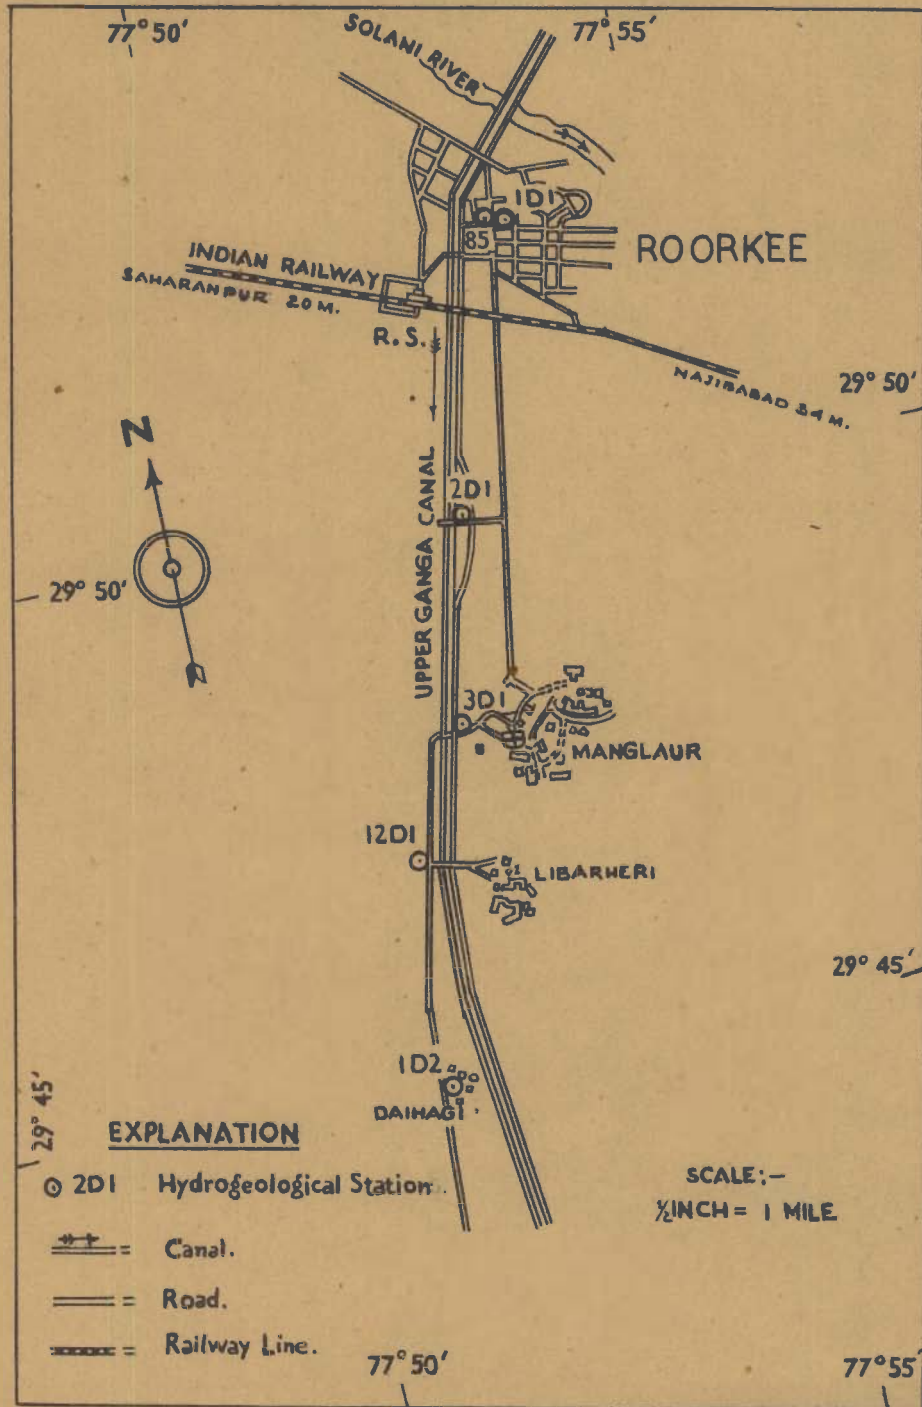 77° 50'
77° 55'
SOLANI RIVER
1D1
85
ROORKEE
INDIAN RAILWAY
SAHARANPUR 20 M.
R. S.
NAJIBABAD 34 M.
29° 50'
N
2D1
UPPER GANGA CANAL
29° 50'
3D1
MANGLAUR
12D1
LIBARHERI
29° 45'
1D2
DAIHAGI
29° 45'
EXPLANATION
2D1 Hydrogeological Station.
= Canal.
= Road.
= Railway Line.
SCALE:-
½INCH = 1 MILE
77° 50'
77° 55'